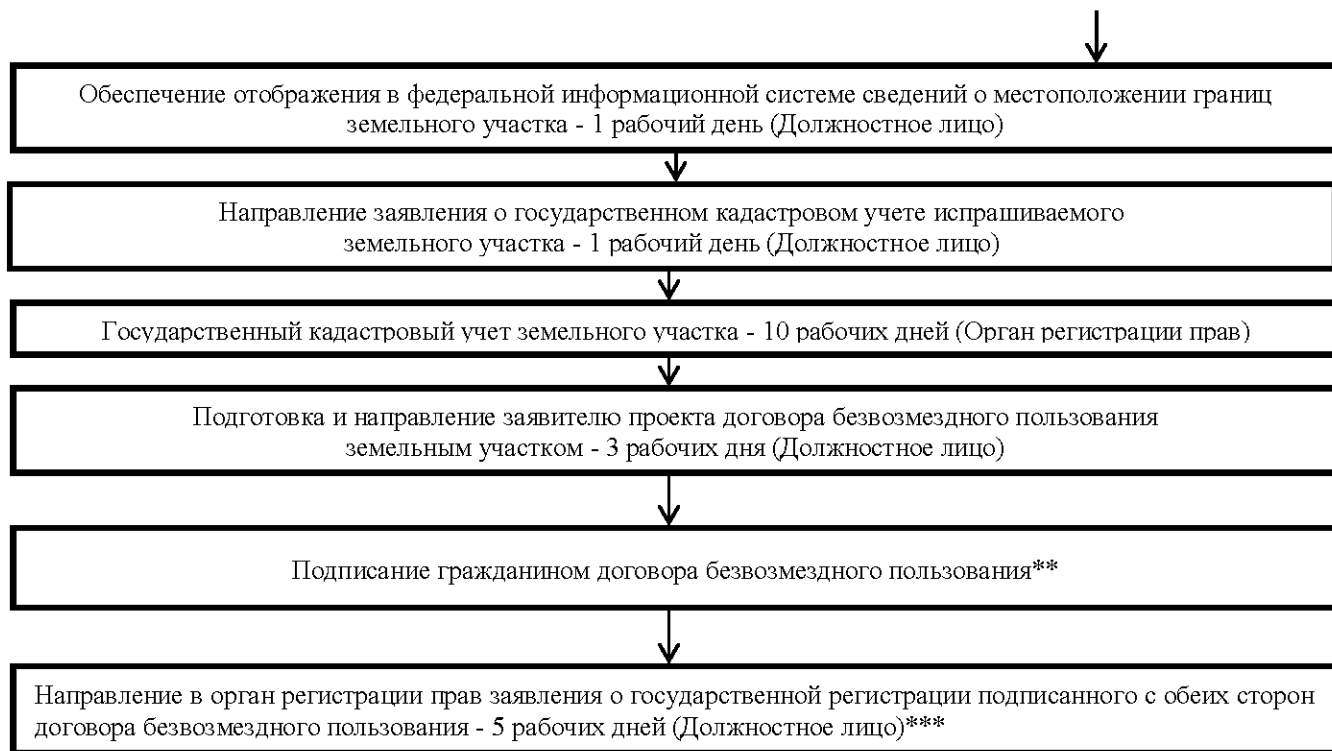 Обеспечение отображения в федеральной информационной системе сведений о местоположении границ
земельного участка - 1 рабочий день (Должностное лицо)
Направление заявления о государственном кадастровом учете испрашиваемого
земельного участка - 1 рабочий день (Должностное лицо)
Государственный кадастровый учет земельного участка - 10 рабочих дней (Орган регистрации прав)
Подготовка и направление заявителю проекта договора безвозмездного пользования
земельным участком - 3 рабочих дня (Должностное лицо)
Подписание гражданином договора безвозмездного пользования**
Направление в орган регистрации прав заявления о государственной регистрации подписанного с обеих сторон
договора безвозмездного пользования - 5 рабочих дней (Должностное лицо)***